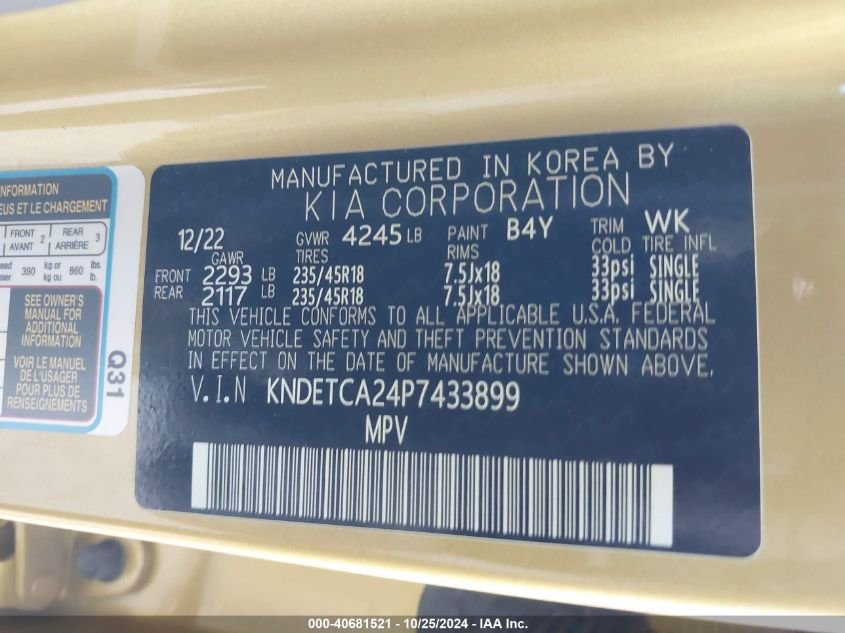 MANUFACTURED IN KOREA BY
KIA CORPORATION
12/22 GVWR 4245 LB PAINT B4Y TRIM WK
GAWR TIRES RIMS COLD TIRE INFL
FRONT 2293 LB 235/45R18 7.5Jx18 33psi SINGLE
REAR 2117 LB 235/45R18 7.5Jx18 33psi SINGLE
THIS VEHICLE CONFORMS TO ALL APPLICABLE U.S.A. FEDERAL
MOTOR VEHICLE SAFETY AND THEFT PREVENTION STANDARDS
IN EFFECT ON THE DATE OF MANUFACTURE SHOWN ABOVE.
V.I.N KNDETCA24P7433899
MPV
INFORMATION
ET LE CHARGEMENT
FRONT 2 REAR 3
AVANT ARRIÈRE
390 kg or 860 lbs.
kg ou lb.
SEE OWNER'S
MANUAL FOR
ADDITIONAL
INFORMATION
VOIR LE MANUEL
DE L'USAGER
POUR PLUS DE
RENSEIGNEMENTS
Q31
000-40681521 - 10/25/2024 - IAA Inc.